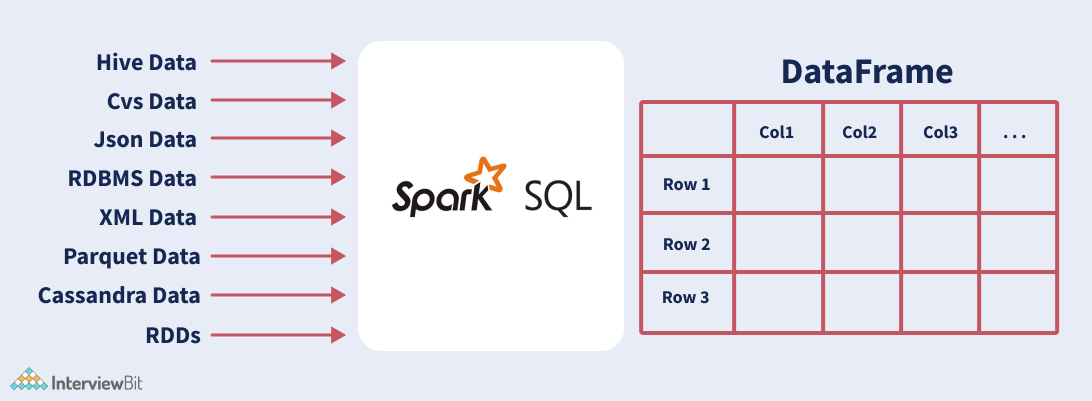 Hive Data
Cvs Data
Json Data
RDBMS Data
XML Data
Parquet Data
Cassandra Data
RDDs
Spark SQL
DataFrame
Col1 Col2 Col3 ...
Row 1
Row 2
Row 3
InterviewBit